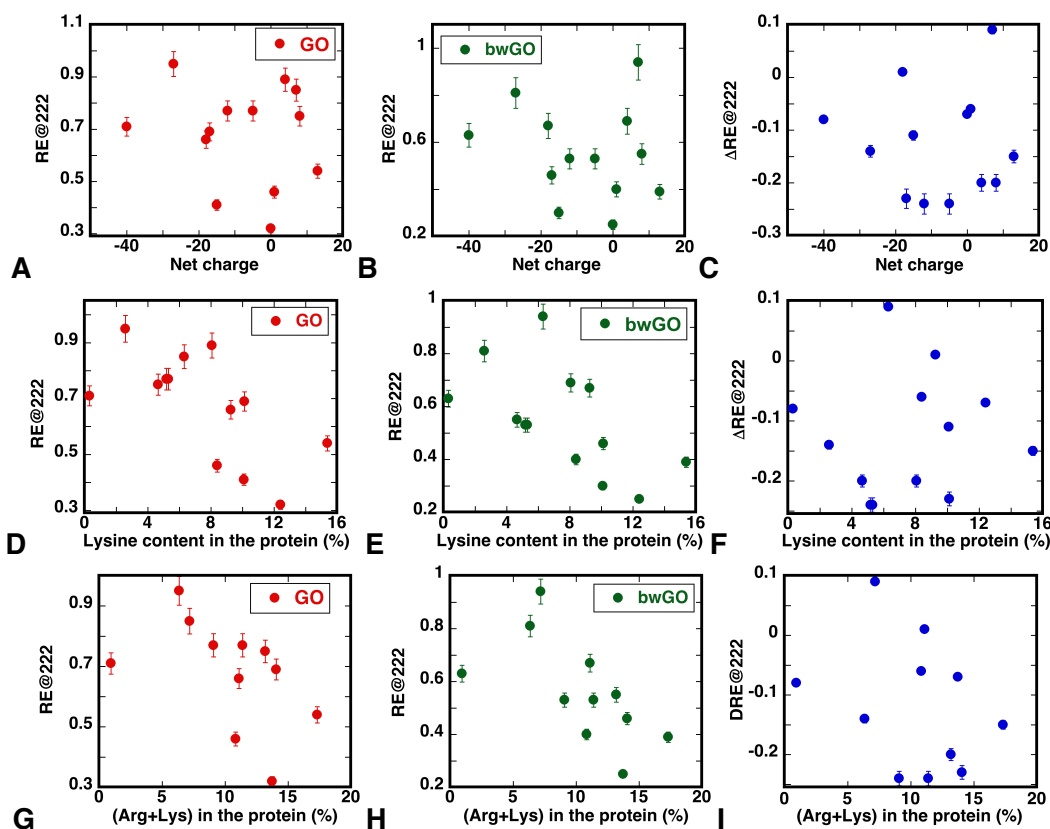 1.1
0.9
0.7
0.5
0.3
RE@222
GO
-40
-20
0
20
Net charge
A
1
0.6
0.2
RE@222
bwGO
-40
-20
0
20
Net charge
B
0.1
0
-0.1
-0.2
-0.3
ΔRE@222
-40
-20
0
20
Net charge
C
0.9
0.7
0.5
0.3
RE@222
GO
0
4
8
12
16
Lysine content in the protein (%)
D
1
0.8
0.6
0.4
0.2
RE@222
bwGO
0
4
8
12
16
Lysine content in the protein (%)
E
0.1
0
-0.1
-0.2
ΔRE@222
0
4
8
12
16
Lysine content in the protein (%)
F
0.9
0.7
0.5
0.3
RE@222
GO
0
5
10
15
20
(Arg+Lys) in the protein (%)
G
1
0.8
0.6
0.4
0.2
RE@222
bwGO
0
5
10
15
20
(Arg+Lys) in the protein (%)
H
0.1
0
-0.1
-0.2
DRE@222
0
5
10
15
20
(Arg+Lys) in the protein (%)
I